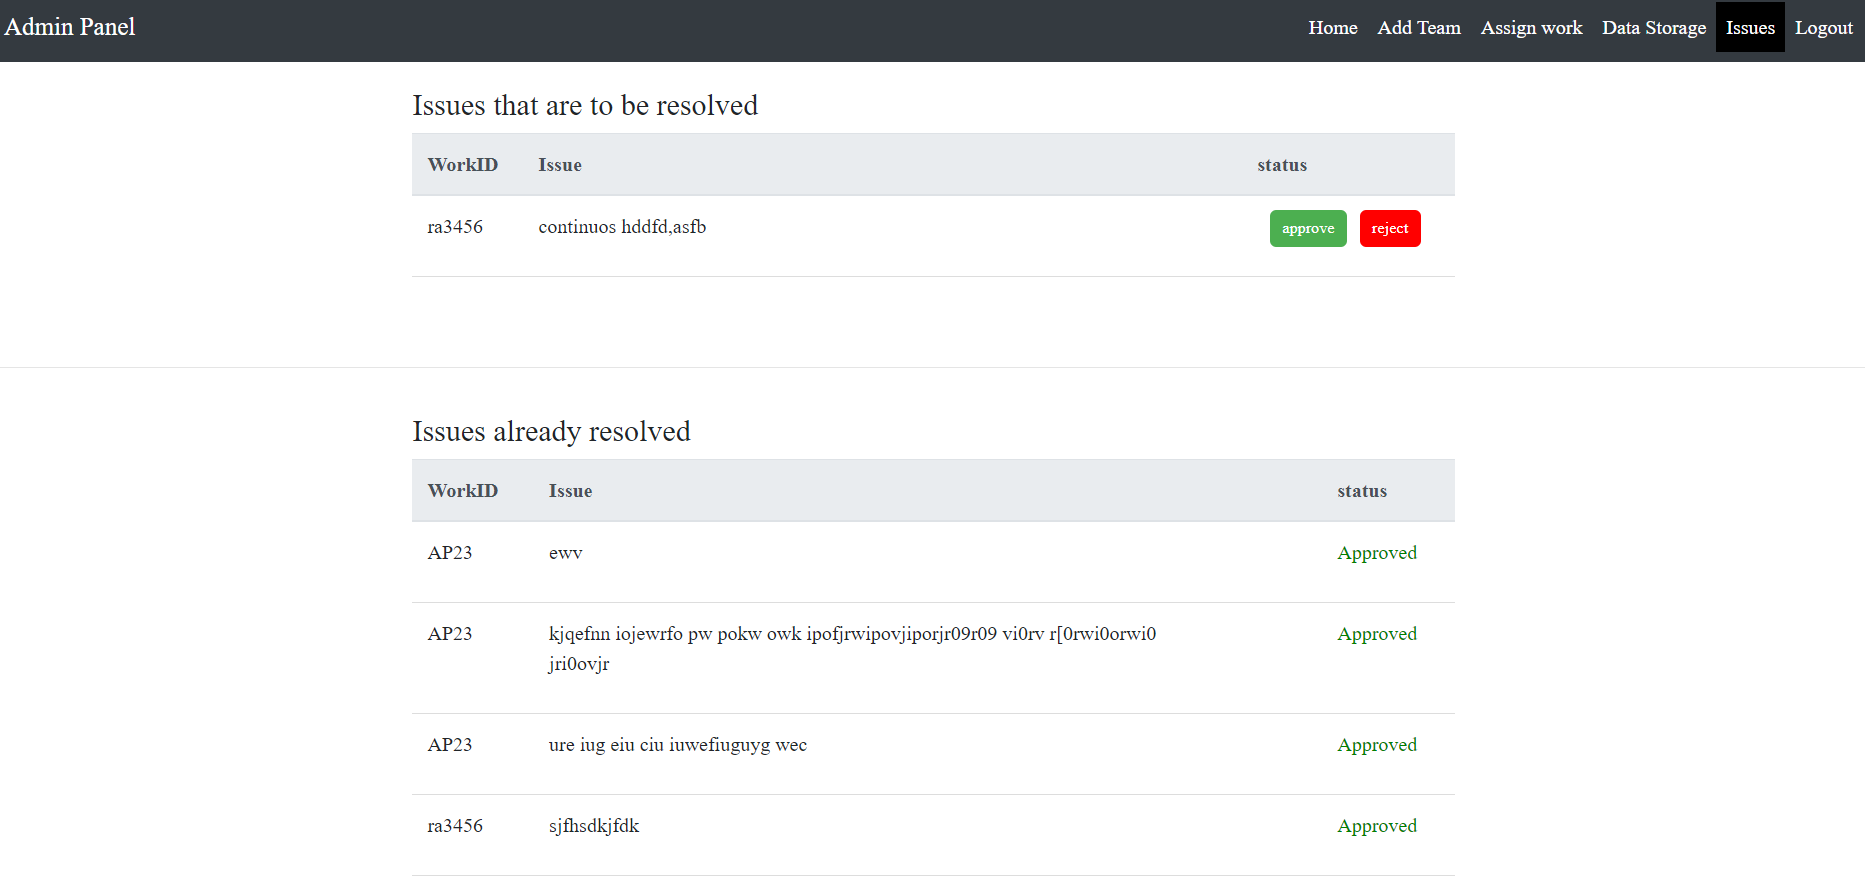 Admin Panel Home Add Team Assign work Data Storage Issues Logout
Issues that are to be resolved
WorkID Issue status
ra3456 continuos hddfd,asfb approve reject
Issues already resolved
WorkID Issue status
AP23 ewv Approved
AP23 kjqefnn iojewrfo pw pokw owk ipofjrwipovjiporjr09r09 vi0rv r[0rwi0orwi0 Approved
jri0ovjr
AP23 ure iug eiu ciu iuwefiuguyg wec Approved
ra3456 sjfhsdkjfdk Approved